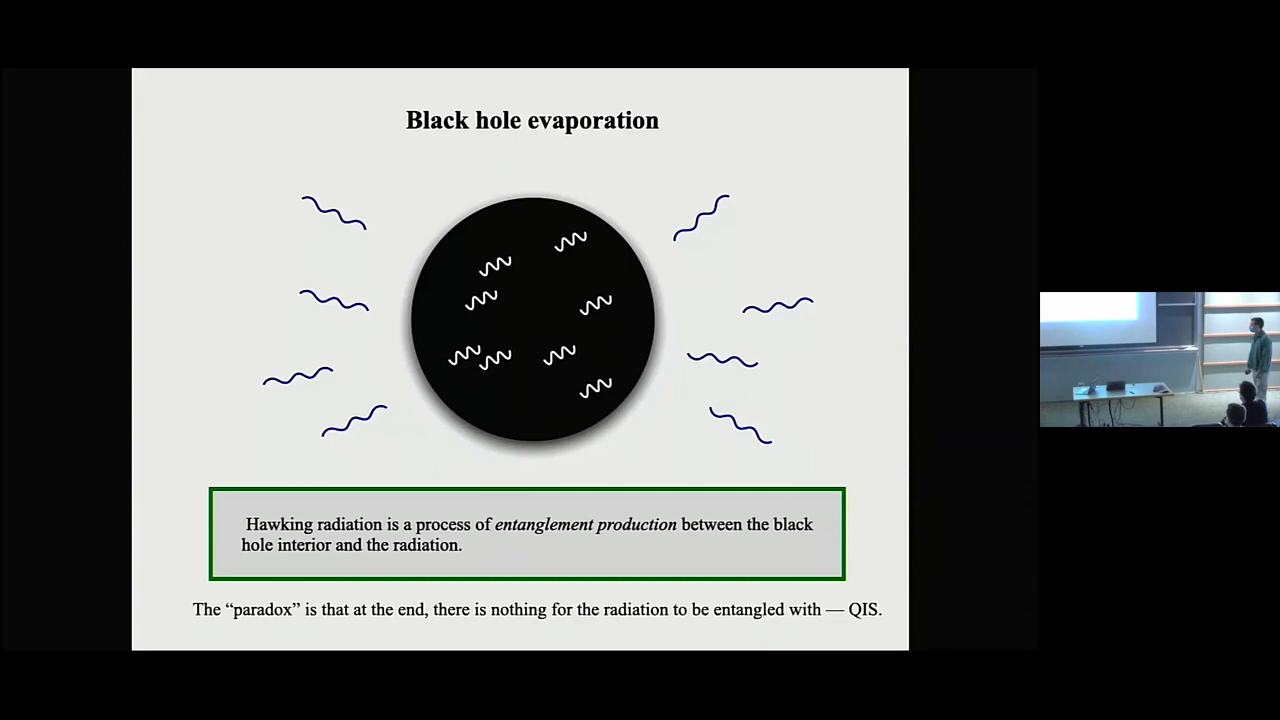 Black hole evaporation
Hawking radiation is a process of entanglement production between the black
hole interior and the radiation.
The “paradox” is that at the end, there is nothing for the radiation to be entangled with — QIS.